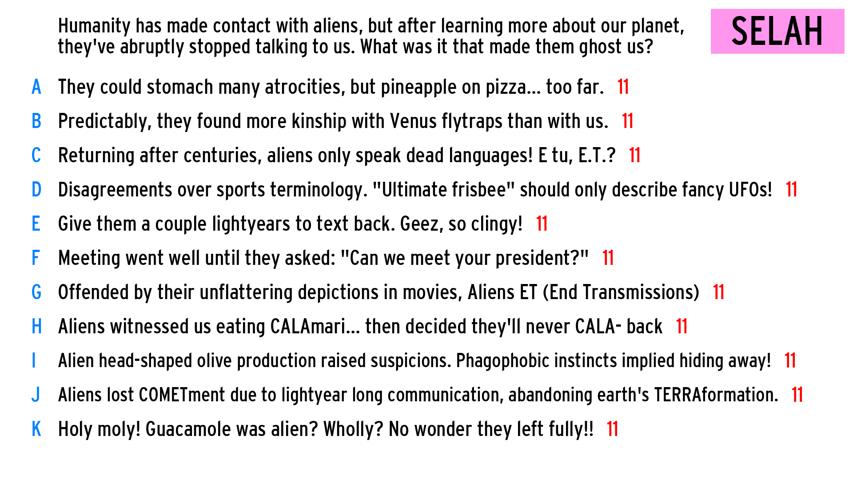 Humanity has made contact with aliens, but after learning more about our planet,
they've abruptly stopped talking to us. What was it that made them ghost us?
SELAH
A They could stomach many atrocities, but pineapple on pizza... too far. 11
B Predictably, they found more kinship with Venus flytraps than with us. 11
C Returning after centuries, aliens only speak dead languages! E tu, E.T.? 11
D Disagreements over sports terminology. "Ultimate frisbee" should only describe fancy UFOs! 11
E Give them a couple lightyears to text back. Geez, so clingy! 11
F Meeting went well until they asked: "Can we meet your president?" 11
G Offended by their unflattering depictions in movies, Aliens ET (End Transmissions) 11
H Aliens witnessed us eating CALAmari... then decided they'll never CALA- back 11
I Alien head-shaped olive production raised suspicions. Phagophobic instincts implied hiding away! 11
J Aliens lost COMETment due to lightyear long communication, abandoning earth's TERRAformation. 11
K Holy moly! Guacamole was alien? Wholly? No wonder they left fully!! 11